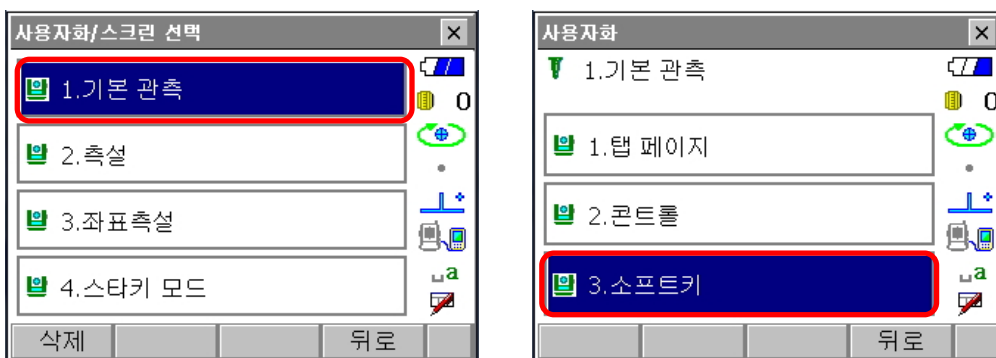 사용자화/스크린 선택
1.기본 관측
0
2.측설
3.좌표측설
a
4.스타키 모드
삭제 뒤로
사용자화
1.기본 관측
0
1.탭 페이지
2.콘트롤
a
3.소프트키
뒤로